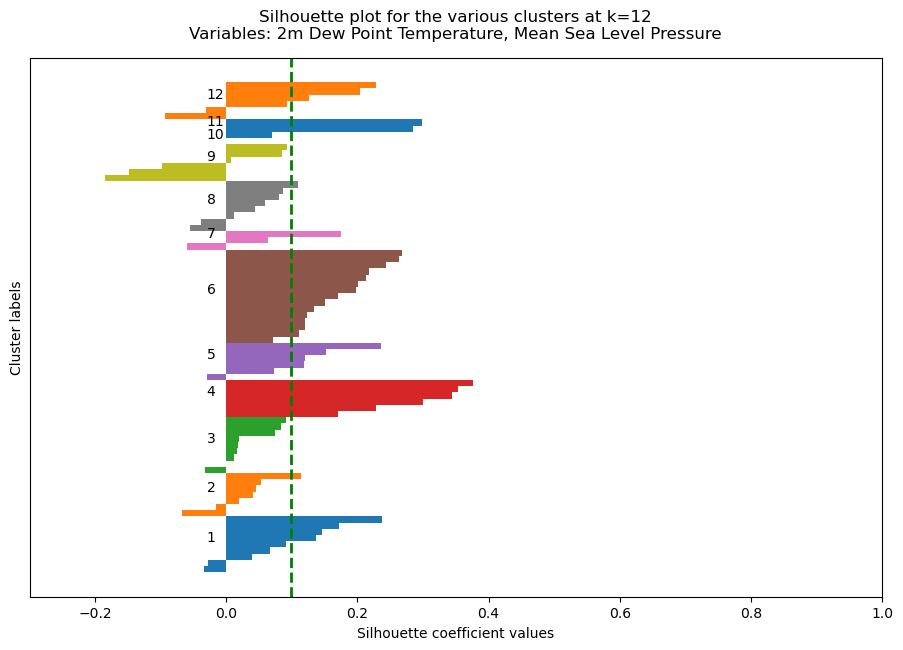 Silhouette plot for the various clusters at k=12
Variables: 2m Dew Point Temperature, Mean Sea Level Pressure
Cluster labels
12
11
10
9
8
7
6
5
4
3
2
1
−0.2 0.0 0.2 0.4 0.6 0.8 1.0
Silhouette coefficient values